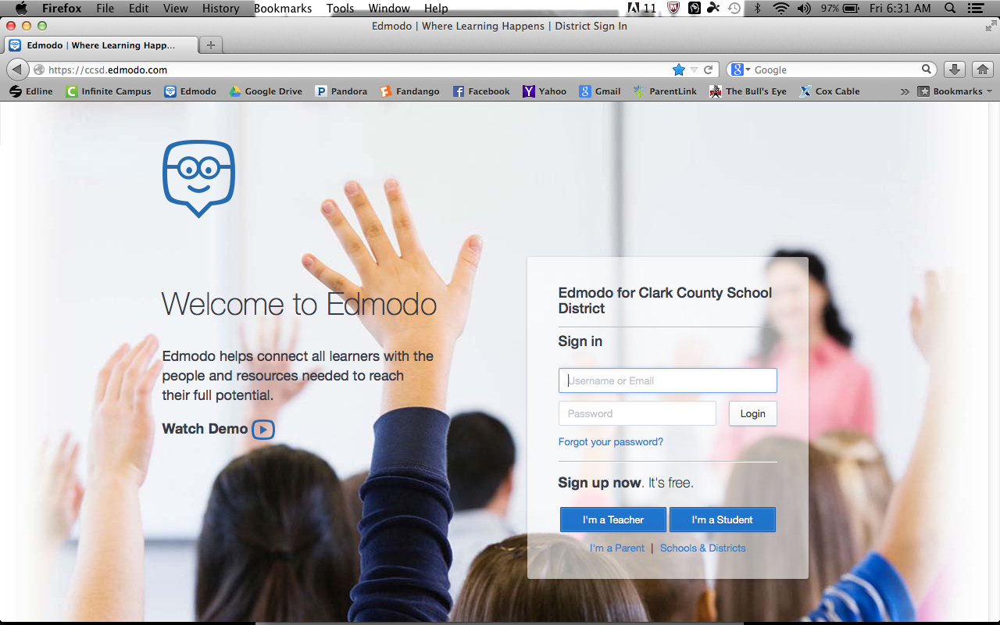 Firefox File Edit View History Bookmarks Tools Window Help 11 97% Fri 6:31 AM
Edmodo | Where Learning Happens | District Sign In
Edmodo | Where Learning Happ...
https://ccsd.edmodo.com Google
Edline Infinite Campus Edmodo Google Drive Pandora Fandango Facebook Yahoo Gmail ParentLink The Bull's Eye Cox Cable Bookmarks
Welcome to Edmodo
Edmodo helps connect all learners with the
people and resources needed to reach
their full potential.
Watch Demo
Edmodo for Clark County School
District
Sign in
Username or Email
Password Login
Forgot your password?
Sign up now. It's free.
I'm a Teacher I'm a Student
I'm a Parent | Schools & Districts